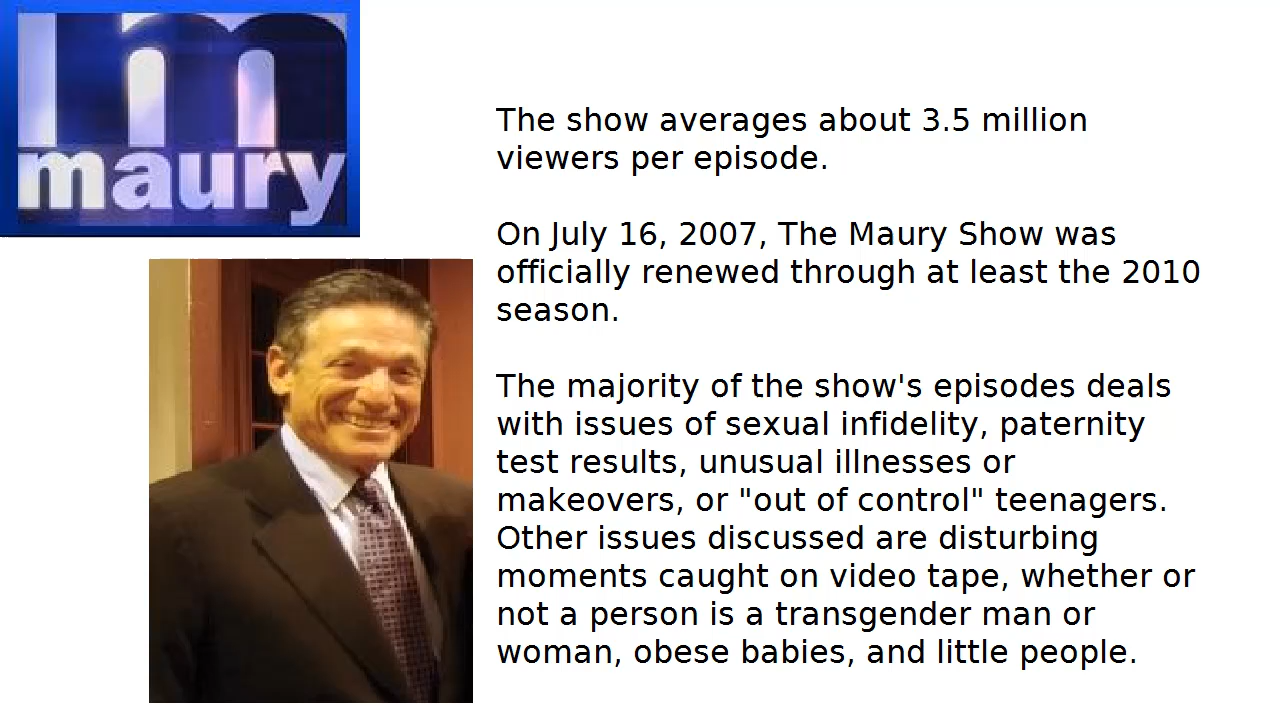 maury
The show averages about 3.5 million
viewers per episode.
On July 16, 2007, The Maury Show was
officially renewed through at least the 2010
season.
The majority of the show's episodes deals
with issues of sexual infidelity, paternity
test results, unusual illnesses or
makeovers, or "out of control" teenagers.
Other issues discussed are disturbing
moments caught on video tape, whether or
not a person is a transgender man or
woman, obese babies, and little people.